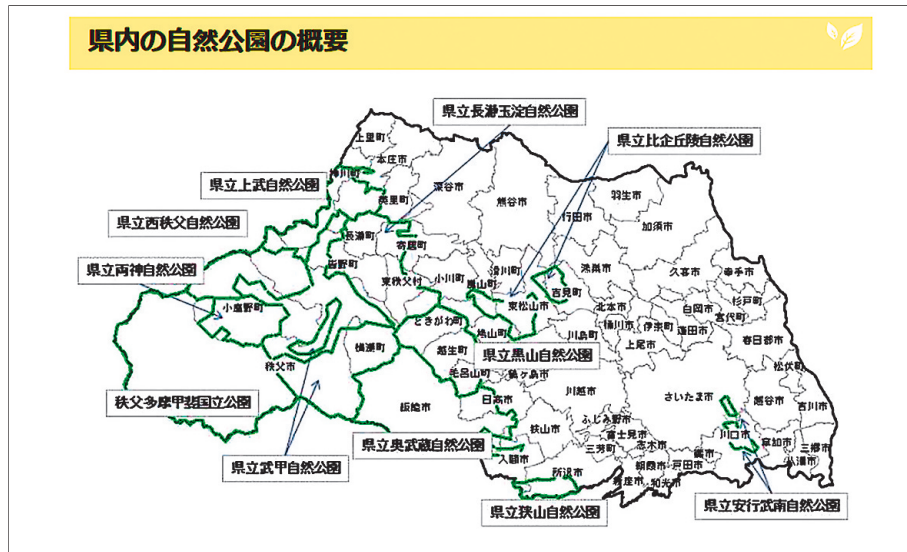 県内の自然公園の概要
県立長瀞玉淀自然公園
県立比企丘陵自然公園
上里町
本庄市
神川町
美里町
深谷市
熊谷市
行田市
羽生市
加須市
県立上武自然公園
県立西秩父自然公園
長瀞町
寄居町
皆野町
東秩父村
小川町
滑川町
嵐山町
東松山市
吉見町
鴻巣市
北本市
久喜市
幸手市
県立両神自然公園
小鹿野町
ときがわ町
鳩山町
川島町
桶川市
伊奈町
上尾市
蓮田市
白岡市
宮代町
杉戸町
春日部市
松伏町
秩父市
横瀬町
越生町
毛呂山町
県立黒山自然公園
鶴ヶ島市
川越市
さいたま市
越谷市
吉川市
秩父多摩甲斐国立公園
飯能市
日高市
狭山市
ふじみ野市
富士見市
三芳町
志木市
川口市
草加市
三郷市
八潮市
県立奥武蔵自然公園
県立武甲自然公園
入間市
所沢市
朝霞市
戸田市
蕨市
新座市
和光市
県立狭山自然公園
県立安行武南自然公園